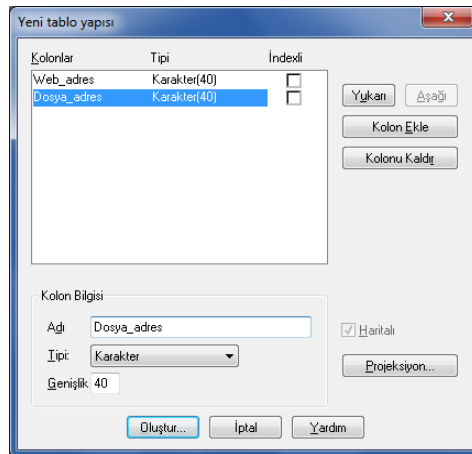 Yeni tablo yapısı
Kolonlar Tipi İndexli
Web_adres Karakter(40)
Dosya_adres Karakter(40)
Yukarı Aşağı
Kolon Ekle
Kolonu Kaldır
Kolon Bilgisi
Adı Dosya_adres
Tipi: Karakter
Genişlik 40
Haritalı
Projeksiyon...
Oluştur... İptal Yardım